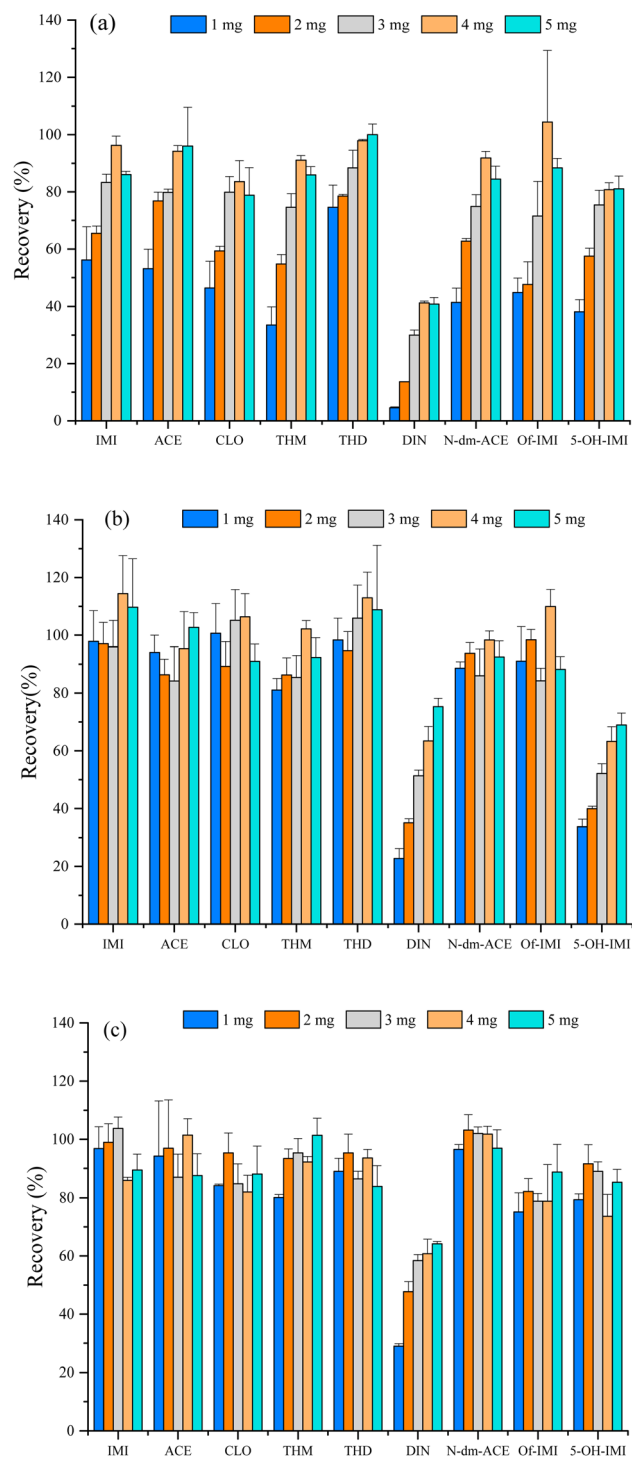 (a)
1 mg 2 mg 3 mg 4 mg 5 mg
140
120
100
80
60
40
20
0
Recovery (%)
IMI ACE CLO THM THD DIN N-dm-ACE Of-IMI 5-OH-IMI
(b)
1 mg 2 mg 3 mg 4 mg 5 mg
140
120
100
80
60
40
20
0
Recovery(%)
IMI ACE CLO THM THD DIN N-dm-ACE Of-IMI 5-OH-IMI
(c)
1 mg 2 mg 3 mg 4 mg 5 mg
140
120
100
80
60
40
20
0
Recovery (%)
IMI ACE CLO THM THD DIN N-dm-ACE Of-IMI 5-OH-IMI